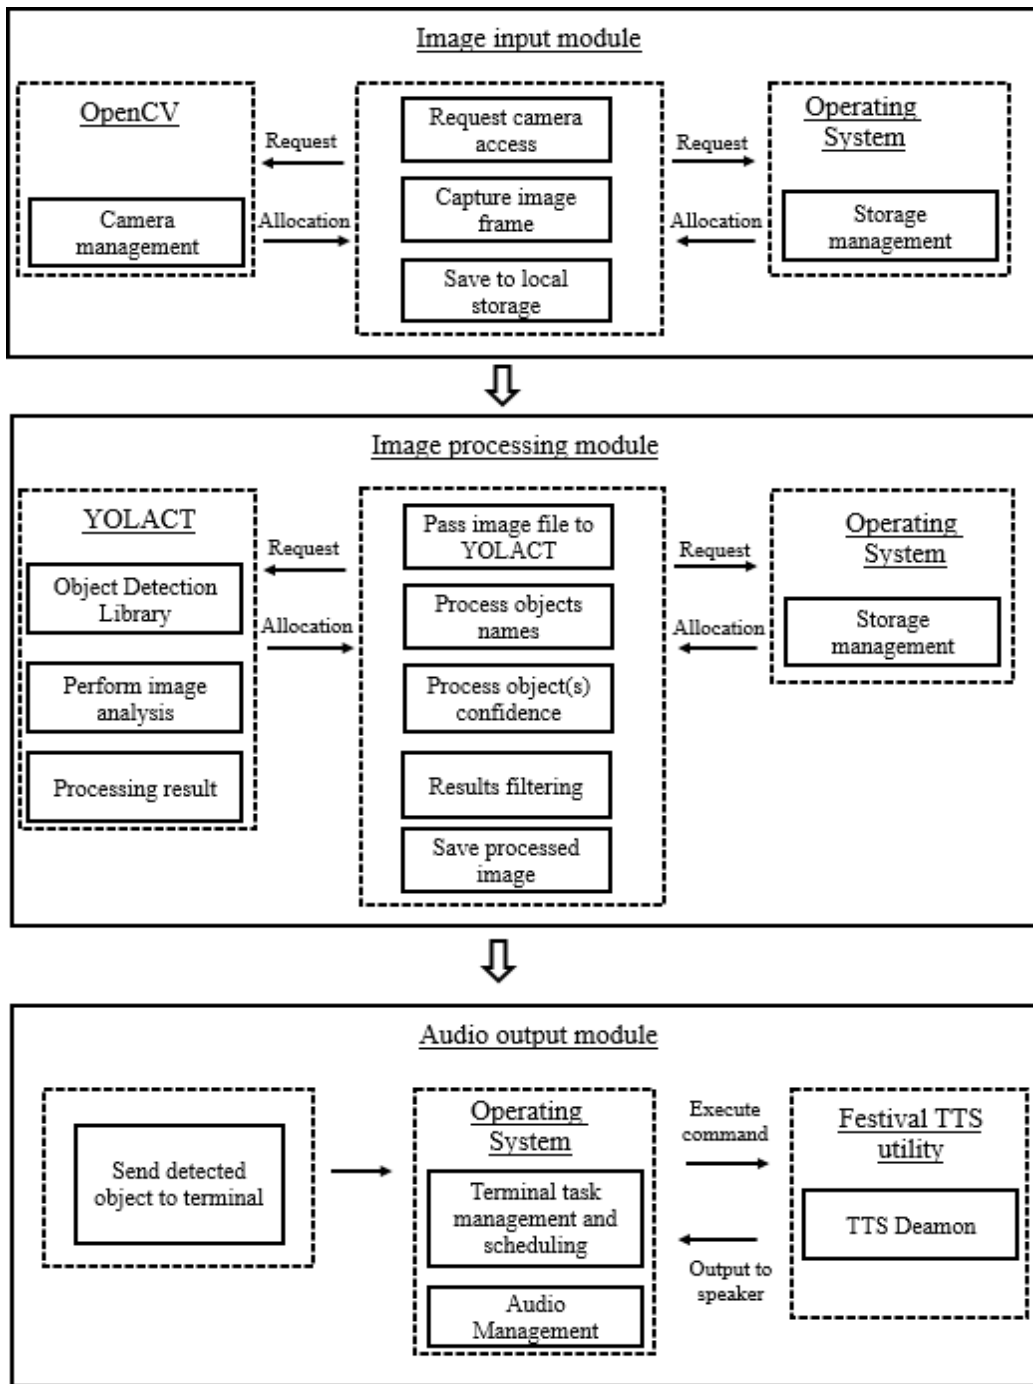 Image input module
OpenCV
Request
Camera
management
Allocation
Request camera
access
Capture image
frame
Save to local
storage
Request
Allocation
Operating
System
Storage
management
Image processing module
YOLACT
Object Detection
Library
Perform image
analysis
Processing result
Request
Allocation
Pass image file to
YOLACT
Process objects
names
Process object(s)
confidence
Results filtering
Save processed
image
Request
Allocation
Operating
System
Storage
management
Audio output module
Send detected
object to terminal
Operating
System
Terminal task
management and
scheduling
Audio
Management
Execute
command
Output to
speaker
Festival TTS
utility
TTS Deamon